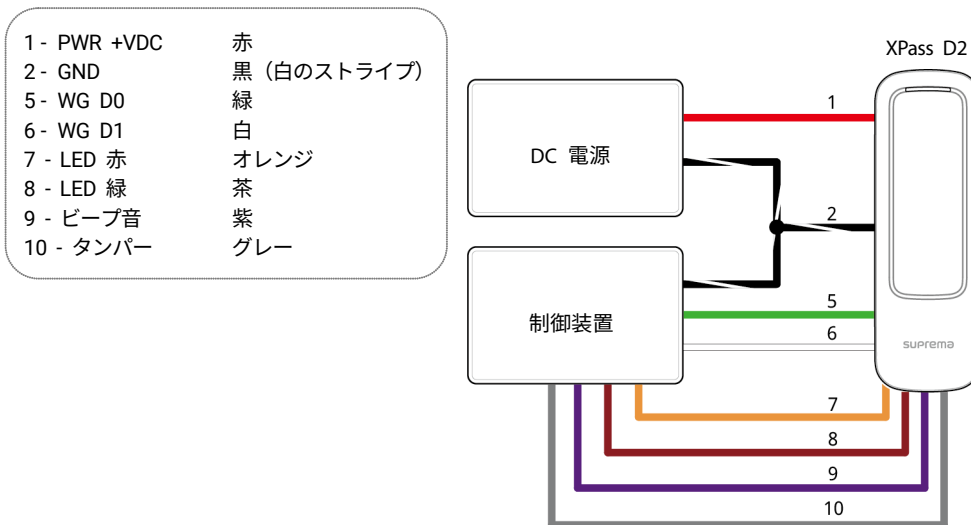 1 - PWR +VDC 赤
2 - GND 黒（白のストライプ）
5 - WG D0 緑
6 - WG D1 白
7 - LED 赤 オレンジ
8 - LED 緑 茶
9 - ビープ音 紫
10 - タンパー グレー
XPass D2
DC 電源
1
2
制御装置
5
6
suprema
7
8
9
10